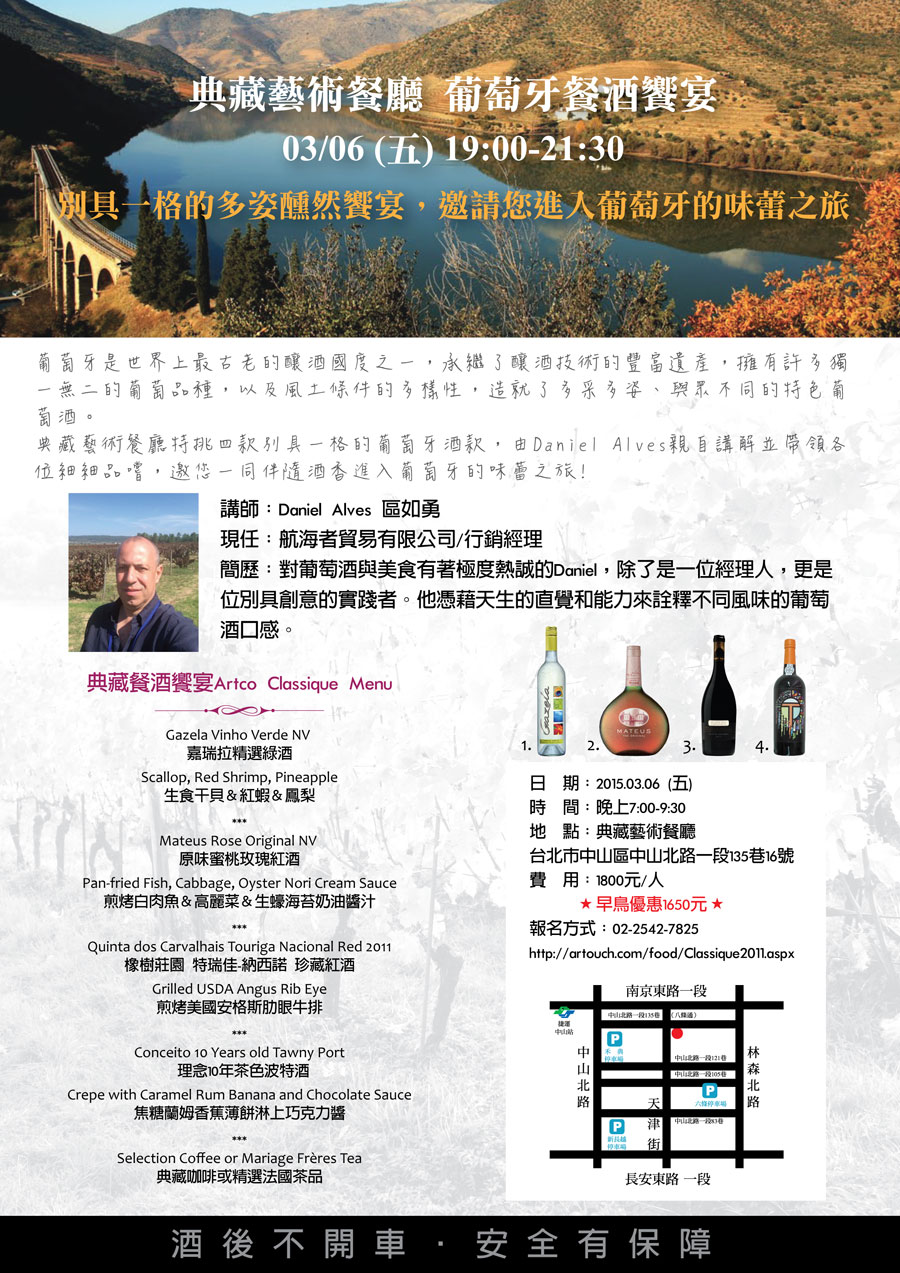 典藏藝術餐廳 葡萄牙餐酒饗宴
03/06 (五) 19:00-21:30
別具一格的多姿醺然饗宴，邀請您進入葡萄牙的味蕾之旅
葡萄牙是世界上最古老的釀酒國度之一，承繼了釀酒技術的豐富遺產，擁有許多獨
一無二的葡萄品種，以及風土條件的多樣性，造就了多采多姿、與眾不同的特色葡
萄酒。
典藏藝術餐廳特挑四款別具一格的葡萄牙酒款，由Daniel Alves親自講解並帶領各
位細細品嚐，邀您一同伴隨酒香進入葡萄牙的味蕾之旅!
講師：Daniel Alves 區如勇
現任：航海者貿易有限公司/行銷經理
簡歷：對葡萄酒與美食有著極度熱誠的Daniel，除了是一位經理人，更是
位別具創意的實踐者。他憑藉天生的直覺和能力來詮釋不同風味的葡萄
酒口感。
典藏餐酒饗宴Artco Classique Menu
Gazela Vinho Verde NV
嘉瑞拉精選綠酒
Scallop, Red Shrimp, Pineapple
生食干貝＆紅蝦＆鳳梨
***
Mateus Rose Original NV
原味蜜桃玫瑰紅酒
Pan-fried Fish, Cabbage, Oyster Nori Cream Sauce
煎烤白肉魚＆高麗菜＆生蠔海苔奶油醬汁
***
Quinta dos Carvalhais Touriga Nacional Red 2011
橡樹莊園 特瑞佳-納西諾 珍藏紅酒
Grilled USDA Angus Rib Eye
煎烤美國安格斯肋眼牛排
***
Conceito 10 Years old Tawny Port
理念10年茶色波特酒
Crepe with Caramel Rum Banana and Chocolate Sauce
焦糖蘭姆香蕉薄餅淋上巧克力醬
***
Selection Coffee or Mariage Frères Tea
典藏咖啡或精選法國茶品
1.
gazela
2.
MATEUS
3.
4.
日 期：2015.03.06 (五)
時 間：晚上7:00-9:30
地 點：典藏藝術餐廳
台北市中山區中山北路一段135巷16號
費 用：1800元/人
★早鳥優惠1650元★
報名方式：02-2542-7825
http://artouch.com/food/Classique2011.aspx
南京東路一段
捷運
中山站
中山北路一段135巷 (八條通)
P
停車場
中山北路一段121巷
中山北路一段105巷
P
六條停車場
中山北路一段83巷
P
停車場
中山北路
天津街
林森北路
長安東路 一段
酒後不開車．安全有保障